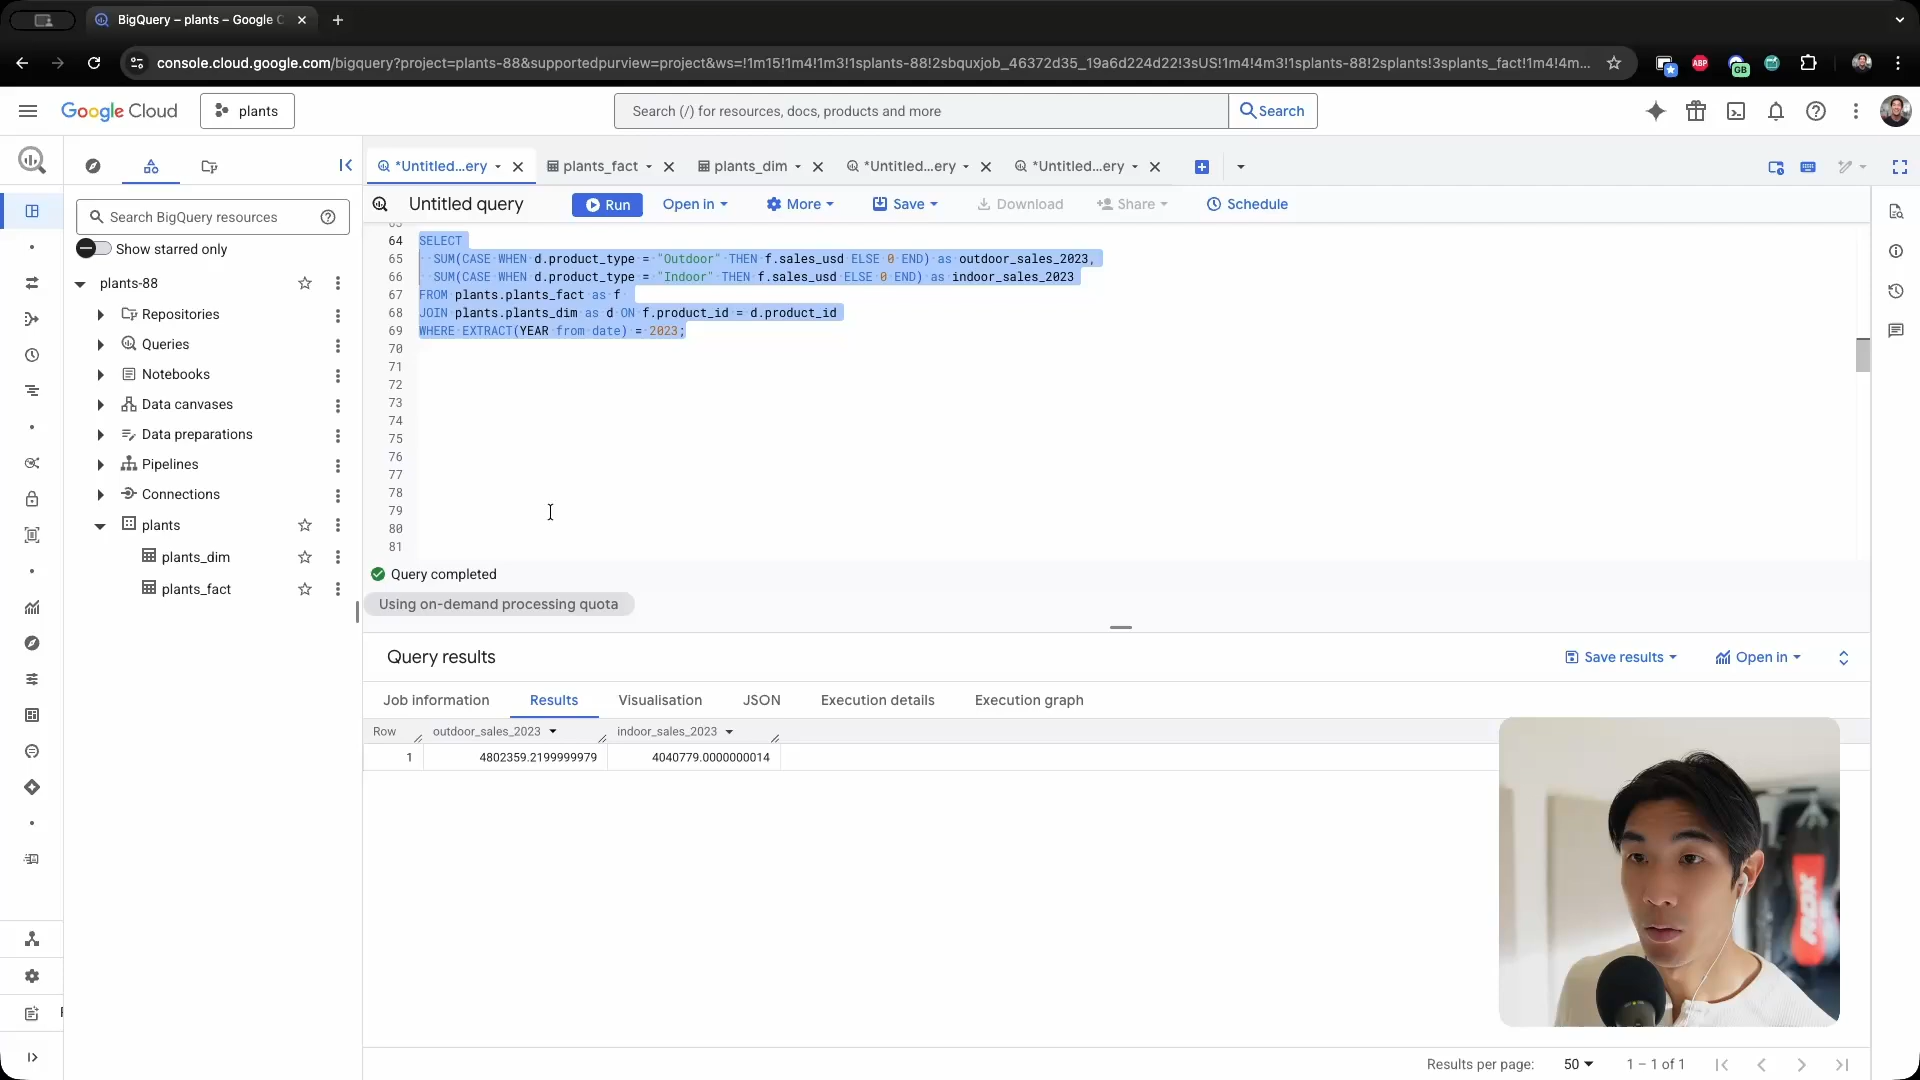 BigQuery – plants – Google C
console.cloud.google.com/bigquery?project=plants-88&supportedpurview=project&ws=!1m15!1m4!1m3!1splants-88!2sbquxjob_46372d35_19a6d224d22!3sUS!1m4!4m3!1splants-88!2splants!3splants_fact!1m4!4m...
ABP
GB
Google Cloud
plants
Search (/) for resources, docs, products and more
Search
*Untitled...ery
plants_fact
plants_dim
*Untitled...ery
*Untitled...ery
Untitled query
Run
Open in
More
Save
Download
Share
Schedule
Search BigQuery resources
Show starred only
plants-88
Repositories
Queries
Notebooks
Data canvases
Data preparations
Pipelines
Connections
plants
plants_dim
plants_fact
63
64 SELECT
65 SUM(CASE WHEN d.product_type = "Outdoor" THEN f.sales_usd ELSE 0 END) as outdoor_sales_2023,
66 SUM(CASE WHEN d.product_type = "Indoor" THEN f.sales_usd ELSE 0 END) as indoor_sales_2023
67 FROM plants.plants_fact as f
68 JOIN plants.plants_dim as d ON f.product_id = d.product_id
69 WHERE EXTRACT(YEAR from date) = 2023;
70
71
72
73
74
75
76
77
78
79
80
81
Query completed
Using on-demand processing quota
Query results
Save results
Open in
Job information
Results
Visualisation
JSON
Execution details
Execution graph
Row outdoor_sales_2023 indoor_sales_2023
1 4802359.2199999979 4040779.0000000014
RDX
Results per page: 50 1 – 1 of 1